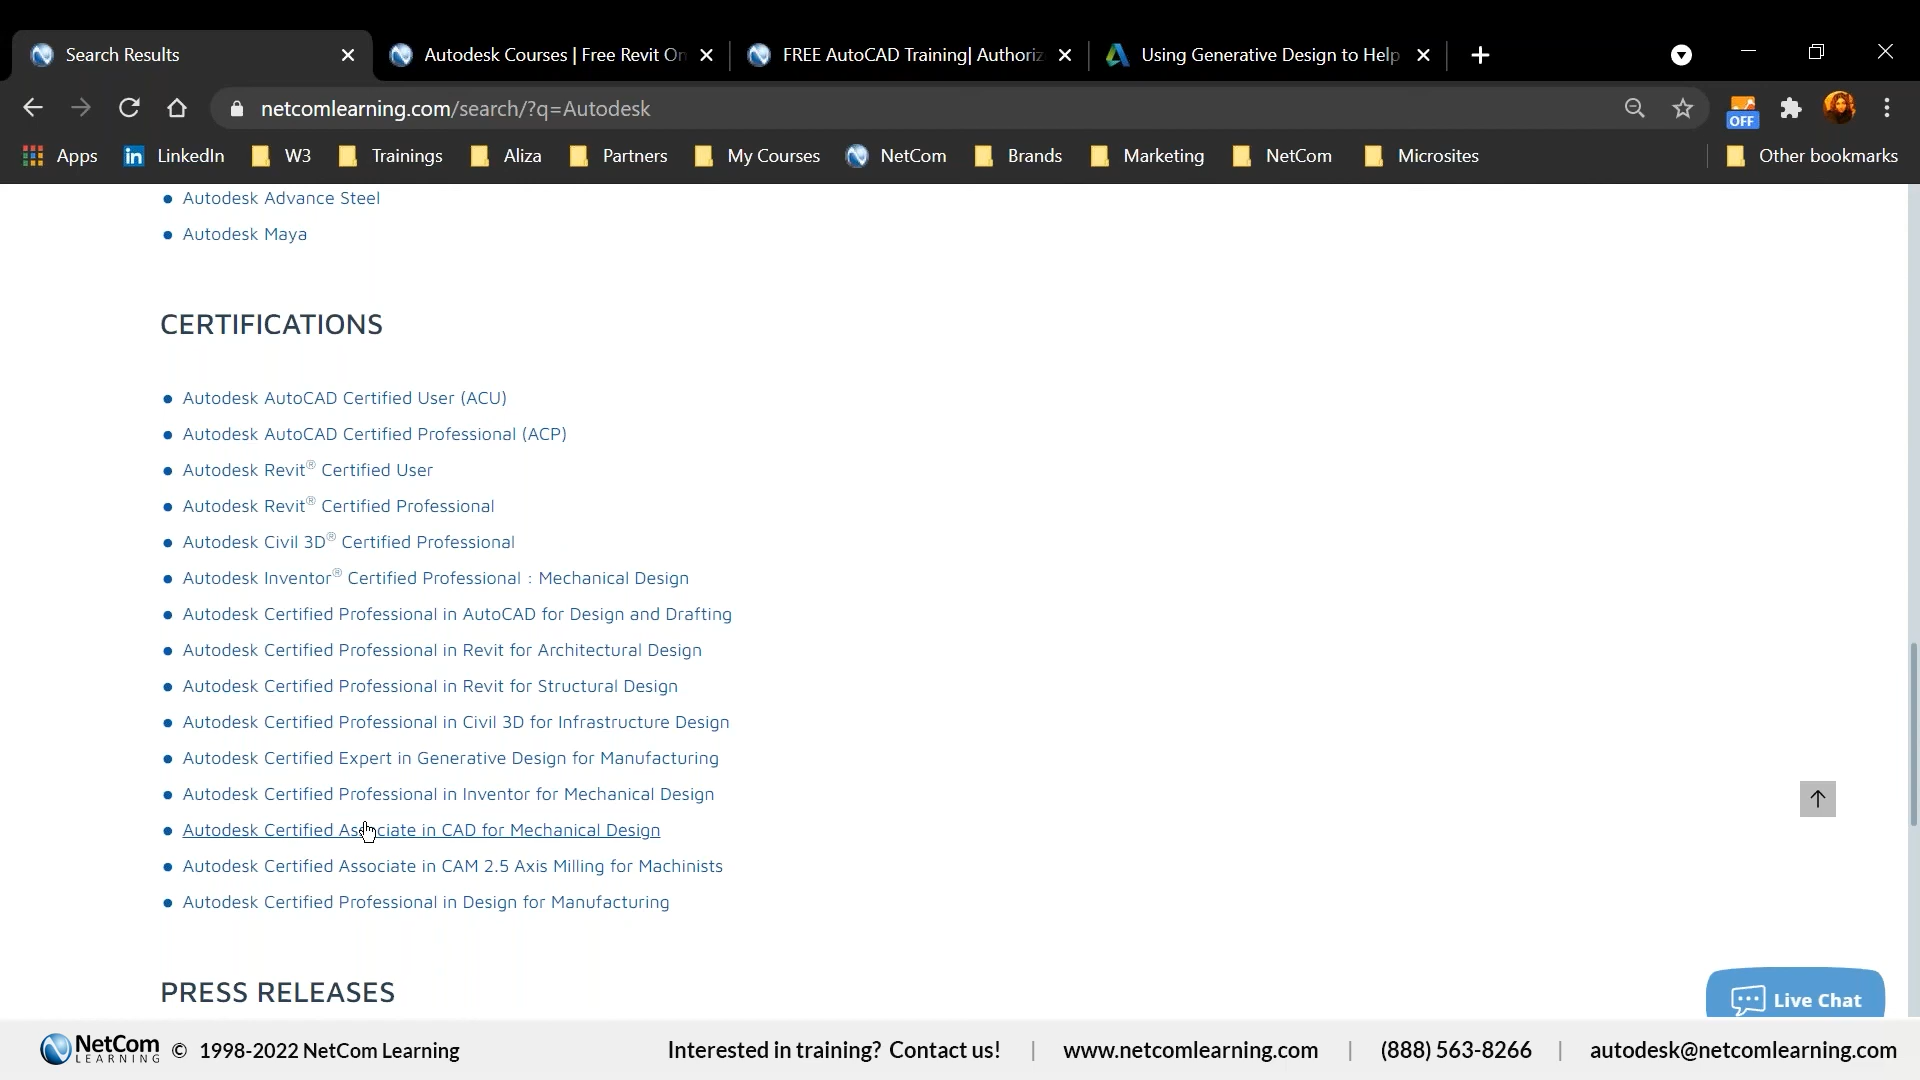 Search Results
Autodesk Courses | Free Revit On
FREE AutoCAD Training| Authoriz
Using Generative Design to Help
netcomlearning.com/search/?q=Autodesk
OFF
Apps
LinkedIn
W3
Trainings
Aliza
Partners
My Courses
NetCom
Brands
Marketing
NetCom
Microsites
Other bookmarks
Autodesk Advance Steel
Autodesk Maya
CERTIFICATIONS
Autodesk AutoCAD Certified User (ACU)
Autodesk AutoCAD Certified Professional (ACP)
Autodesk Revit® Certified User
Autodesk Revit® Certified Professional
Autodesk Civil 3D® Certified Professional
Autodesk Inventor® Certified Professional : Mechanical Design
Autodesk Certified Professional in AutoCAD for Design and Drafting
Autodesk Certified Professional in Revit for Architectural Design
Autodesk Certified Professional in Revit for Structural Design
Autodesk Certified Professional in Civil 3D for Infrastructure Design
Autodesk Certified Expert in Generative Design for Manufacturing
Autodesk Certified Professional in Inventor for Mechanical Design
Autodesk Certified Associate in CAD for Mechanical Design
Autodesk Certified Associate in CAM 2.5 Axis Milling for Machinists
Autodesk Certified Professional in Design for Manufacturing
PRESS RELEASES
Live Chat
NetCom LEARNING © 1998-2022 NetCom Learning
Interested in training? Contact us! | www.netcomlearning.com | (888) 563-8266 | autodesk@netcomlearning.com